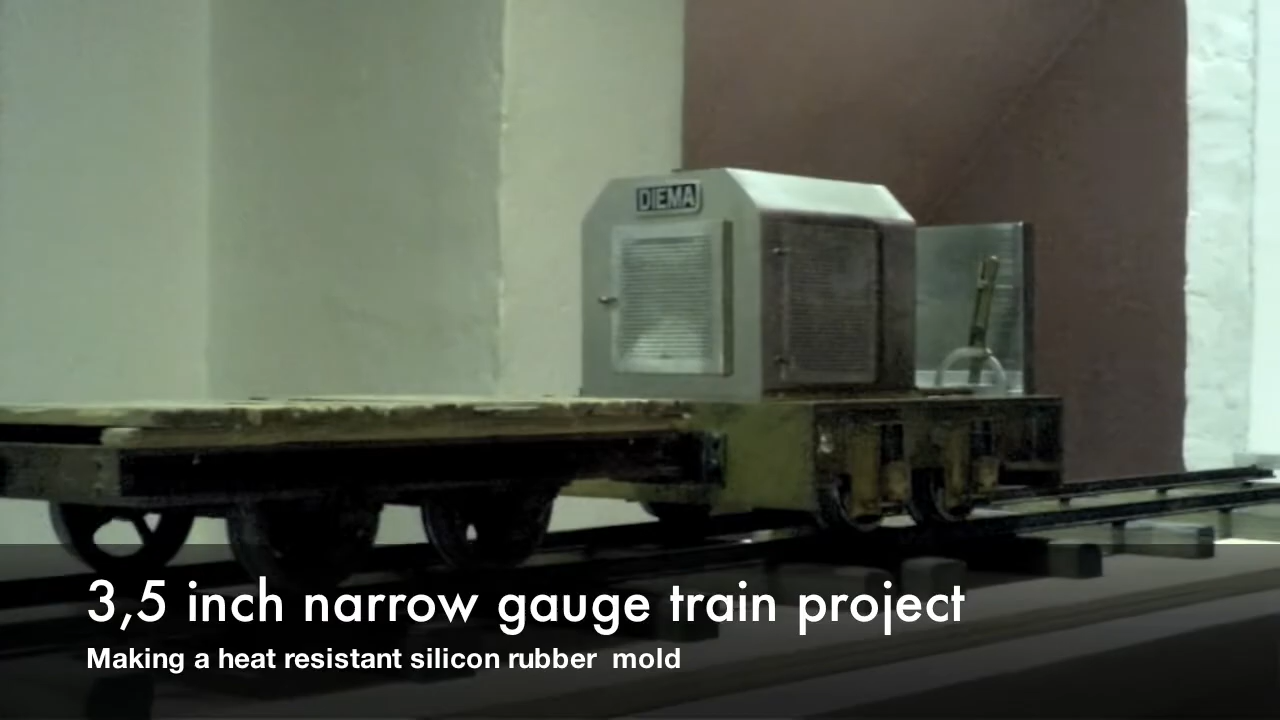 DIEMA
3,5 inch narrow gauge train project
Making a heat resistant silicon rubber  mold